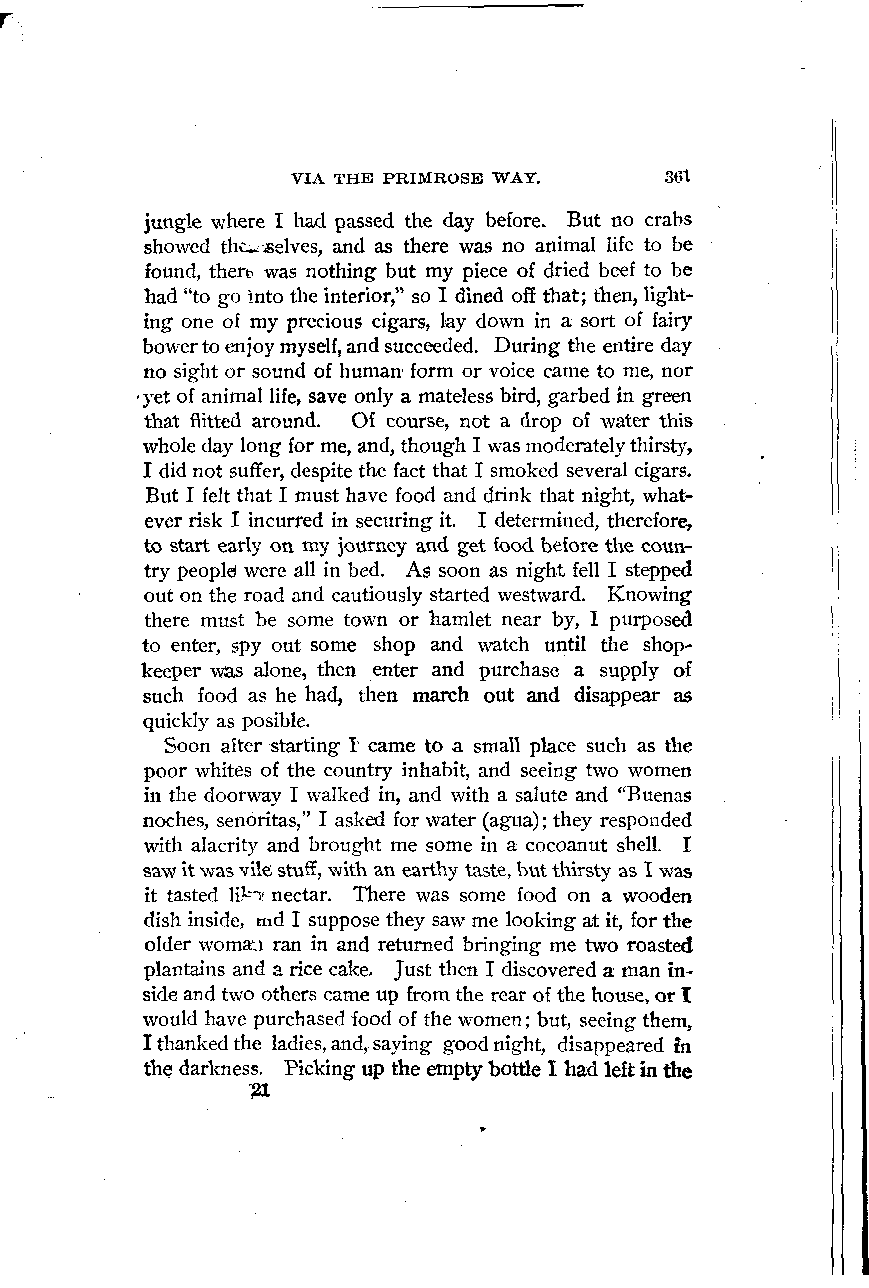 VIA THE PRIMROSE WAY. 361
jungle where I had passed the day before. But no crabs
showed themselves, and as there was no animal life to be
found, there was nothing but my piece of dried beef to be
had "to go into the interior," so I dined off that; then, light-
ing one of my precious cigars, lay down in a sort of fairy
bower to enjoy myself, and succeeded. During the entire day
no sight or sound of human form or voice came to me, nor
yet of animal life, save only a mateless bird, garbed in green
that flitted around. Of course, not a drop of water this
whole day long for me, and, though I was moderately thirsty,
I did not suffer, despite the fact that I smoked several cigars.
But I felt that I must have food and drink that night, what-
ever risk I incurred in securing it. I determined, therefore,
to start early on my journey and get food before the coun-
try people were all in bed. As soon as night fell I stepped
out on the road and cautiously started westward. Knowing
there must be some town or hamlet near by, I purposed
to enter, spy out some shop and watch until the shop-
keeper was alone, then enter and purchase a supply of
such food as he had, then march out and disappear as
quickly as posible.
Soon after starting I came to a small place such as the
poor whites of the country inhabit, and seeing two women
in the doorway I walked in, and with a salute and "Buenas
noches, senoritas," I asked for water (agua); they responded
with alacrity and brought me some in a cocoanut shell. I
saw it was vile stuff, with an earthy taste, but thirsty as I was
it tasted like nectar. There was some food on a wooden
dish inside, and I suppose they saw me looking at it, for the
older woman ran in and returned bringing me two roasted
plantains and a rice cake. Just then I discovered a man in-
side and two others came up from the rear of the house, or I
would have purchased food of the women; but, seeing them,
I thanked the ladies, and, saying good night, disappeared in
the darkness. Picking up the empty bottle I had left in the
21